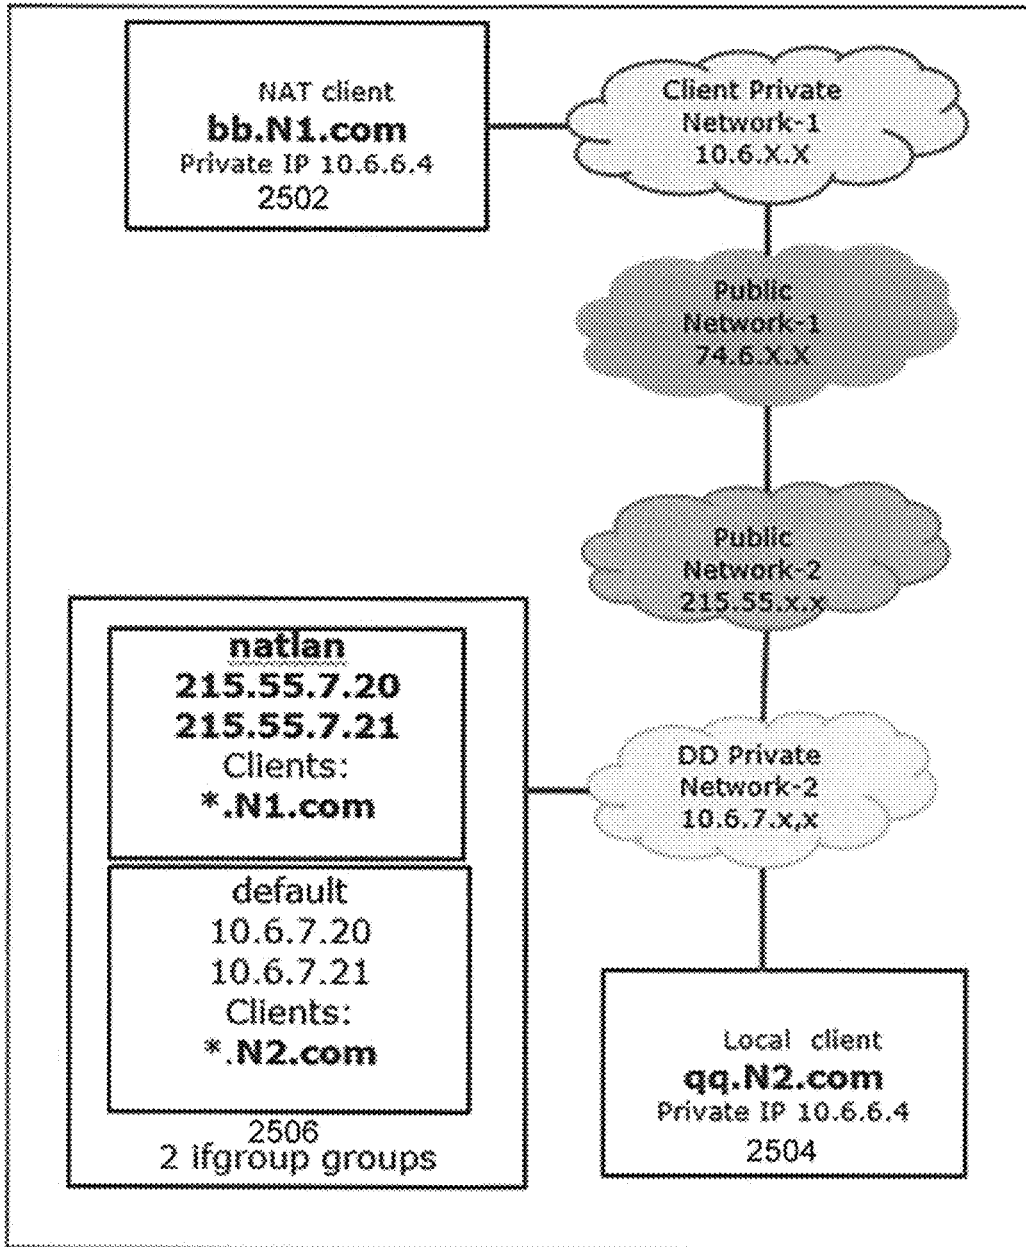 NAT client
bb.N1.com
Private IP 10.6.6.4
2502
Client Private
Network-1
10.6.X.X
Public
Network-1
74.6.X.X
Public
Network-2
215.55.x.x
natlan
215.55.7.20
215.55.7.21
Clients:
*.N1.com
DD Private
Network-2
10.6.7.x,x
default
10.6.7.20
10.6.7.21
Clients:
*.N2.com
2506
2 ifgroup groups
Local client
qq.N2.com
Private IP 10.6.6.4
2504